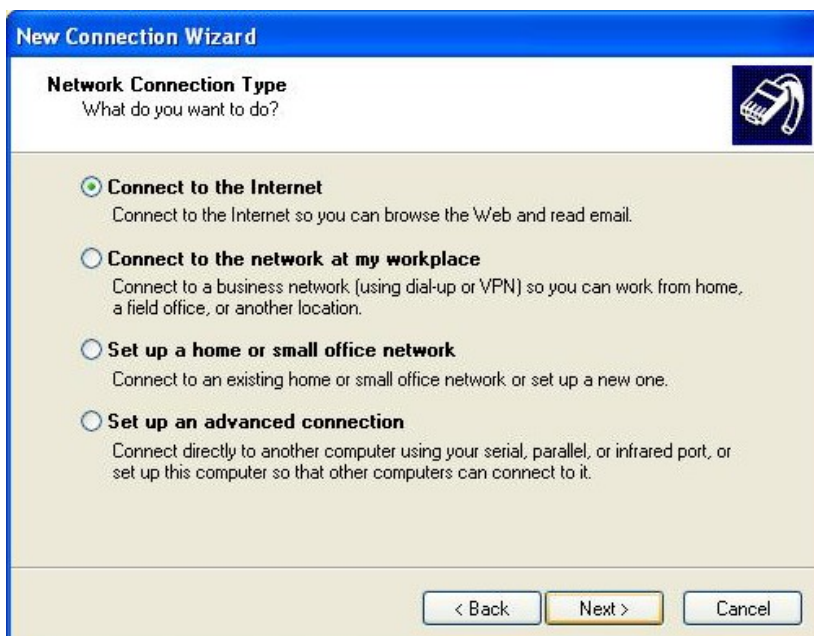 New Connection Wizard
Network Connection Type
What do you want to do?
Connect to the Internet
Connect to the Internet so you can browse the Web and read email.
Connect to the network at my workplace
Connect to a business network (using dial-up or VPN) so you can work from home,
a field office, or another location.
Set up a home or small office network
Connect to an existing home or small office network or set up a new one.
Set up an advanced connection
Connect directly to another computer using your serial, parallel, or infrared port, or
set up this computer so that other computers can connect to it.
< Back Next > Cancel